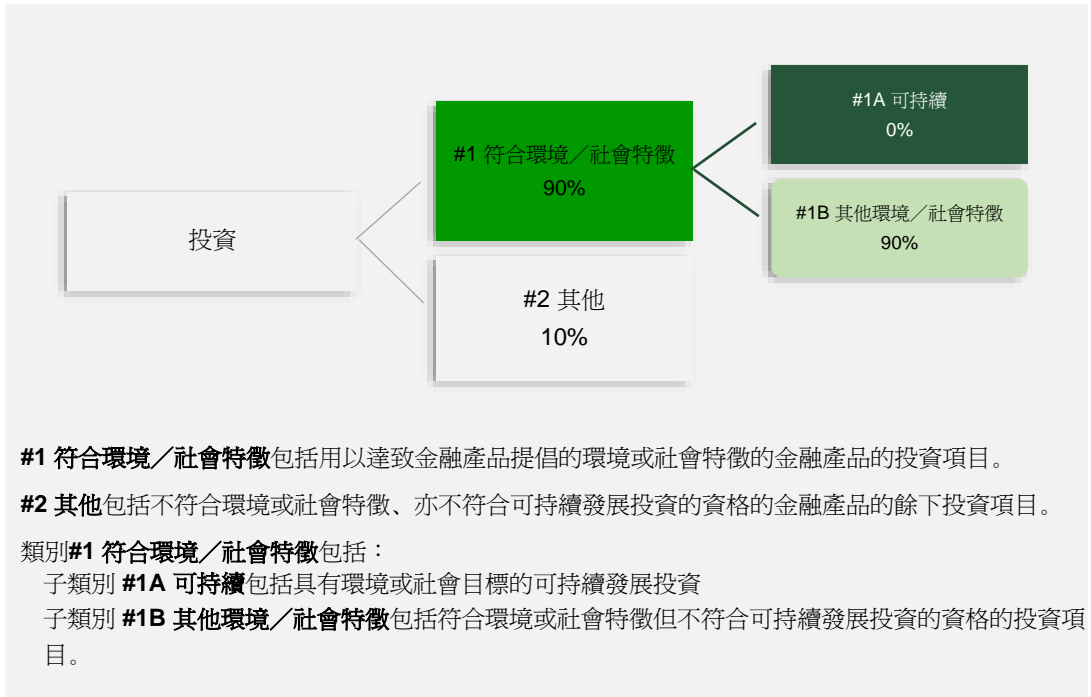 #1A 可持續
0%
#1 符合環境／社會特徵
90%
#1B 其他環境／社會特徵
90%
投資
#2 其他
10%
#1 符合環境／社會特徵包括用以達致金融產品提倡的環境或社會特徵的金融產品的投資項目。
#2 其他包括不符合環境或社會特徵、亦不符合可持續發展投資的資格的金融產品的餘下投資項目。
類別#1 符合環境／社會特徵包括：
子類別 #1A 可持續包括具有環境或社會目標的可持續發展投資
子類別 #1B 其他環境／社會特徵包括符合環境或社會特徵但不符合可持續發展投資的資格的投資項
目。